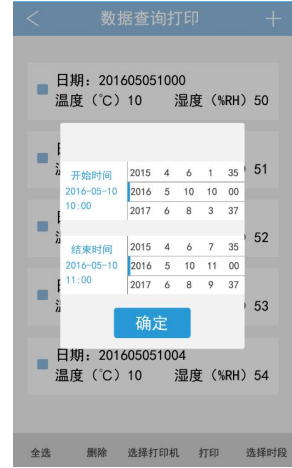 数据查询打印
日期：201605051000
温度（℃）10 湿度（%RH）50
51
开始时间
2016-05-10
10:00
2015 4 6 1 35
2016 5 10 10 00
2017 6 8 3 37
52
结束时间
2016-05-10
11:00
2015 4 6 7 35
2016 5 10 11 00
2017 6 8 9 37
53
确定
日期：201605051004
温度（℃）10 湿度（%RH）54
全选 删除 选择打印机 打印 选择时段